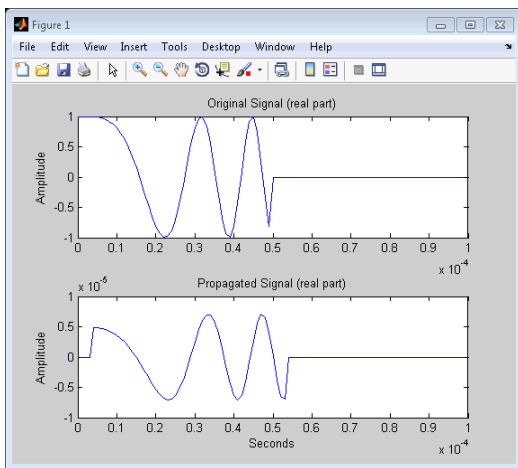 Figure 1
File Edit View Insert Tools Desktop Window Help
Original Signal (real part)
1
0.5
0
-0.5
-1
Amplitude
0 0.1 0.2 0.3 0.4 0.5 0.6 0.7 0.8 0.9 1
x 10^-4
x 10^-5
Propagated Signal (real part)
1
0.5
0
-0.5
-1
Amplitude
0 0.1 0.2 0.3 0.4 0.5 0.6 0.7 0.8 0.9 1
Seconds
x 10^-4